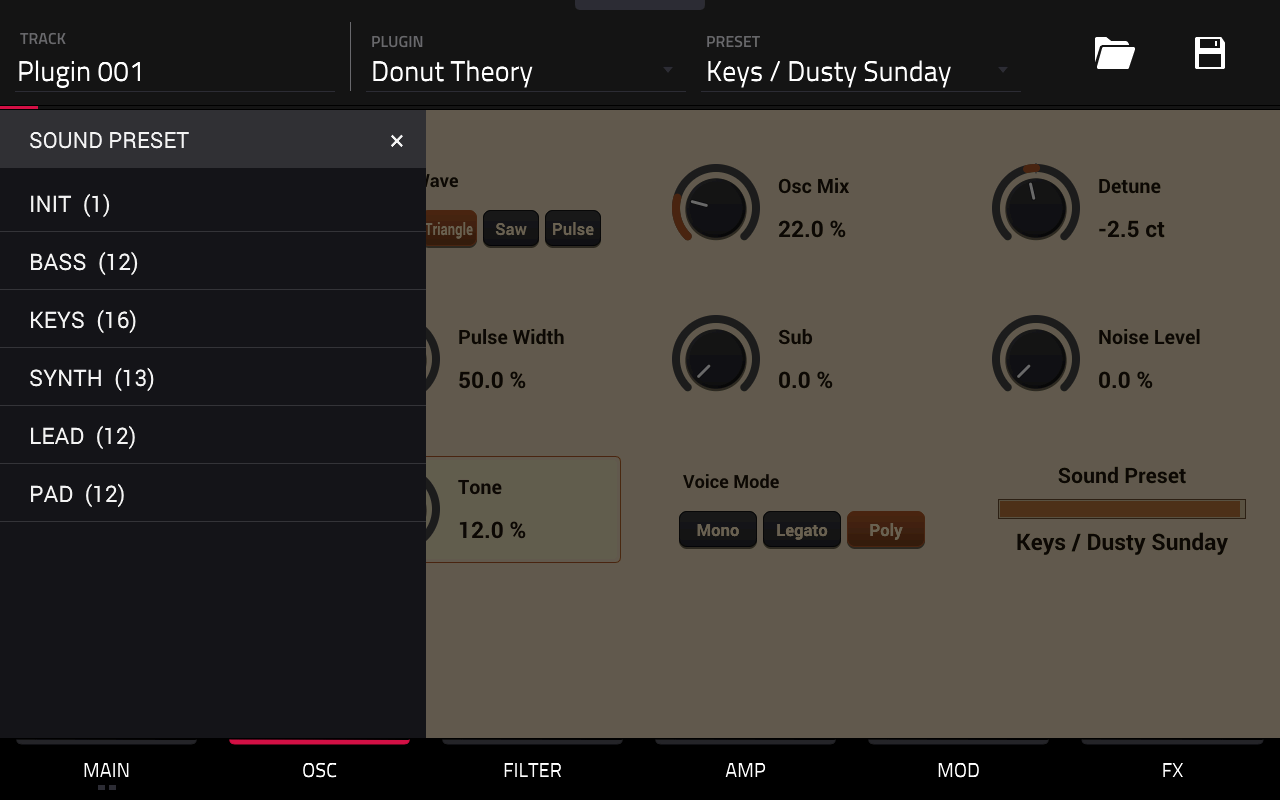 TRACK
Plugin 001
PLUGIN
Donut Theory
PRESET
Keys / Dusty Sunday
SOUND PRESET
INIT (1)
BASS (12)
KEYS (16)
SYNTH (13)
LEAD (12)
PAD (12)
Triangle
Saw
Pulse
Osc Mix
22.0 %
Detune
-2.5 ct
Pulse Width
50.0 %
Sub
0.0 %
Noise Level
0.0 %
Tone
12.0 %
Voice Mode
Mono
Legato
Poly
Sound Preset
Keys / Dusty Sunday
MAIN
OSC
FILTER
AMP
MOD
FX